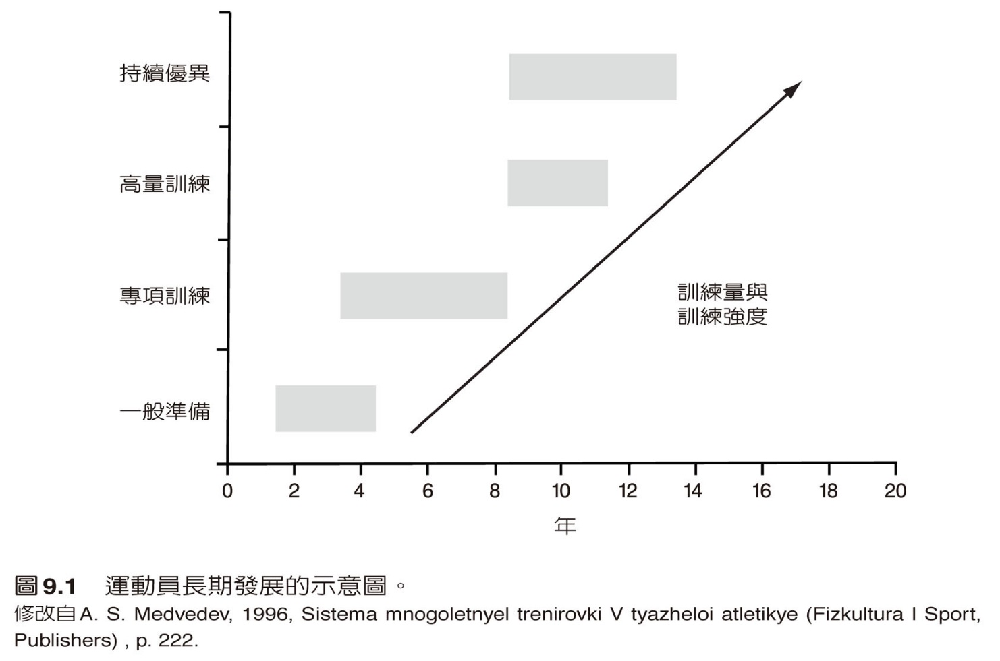 持續優異
高量訓練
專項訓練
一般準備
訓練量與
訓練強度
0 2 4 6 8 10 12 14 16 18 20
年
圖9.1 運動員長期發展的示意圖。
修改自A. S. Medvedev, 1996, Sistema mnogoletnyel trenirovki V tyazheloi atletikye (Fizkultura I Sport,
Publishers) , p. 222.